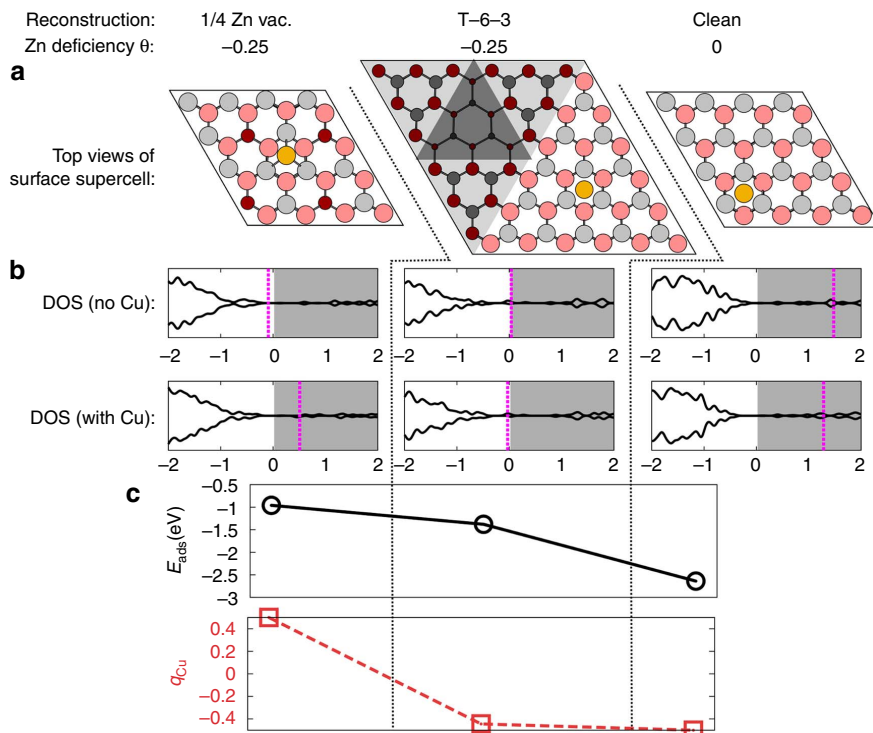 Reconstruction: 1/4 Zn vac. T–6–3 Clean
Zn deficiency θ: –0.25 –0.25 0
a
Top views of
surface supercell:
b
DOS (no Cu):
–2 –1 0 1 2 –2 –1 0 1 2 –2 –1 0 1 2
DOS (with Cu):
–2 –1 0 1 2 –2 –1 0 1 2 –2 –1 0 1 2
c
E_ads(eV)
–0.5
–1
–1.5
–2
–2.5
–3
q_Cu
0.4
0.2
0
–0.2
–0.4